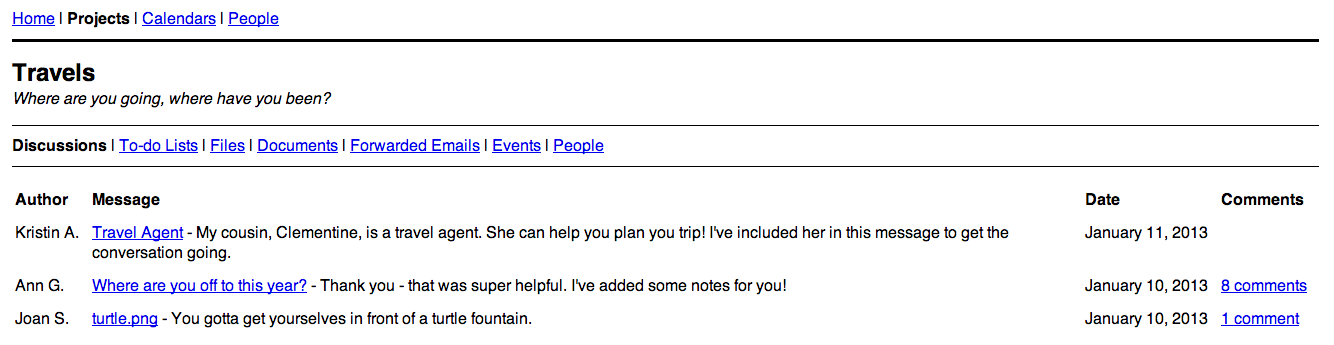 Home | Projects | Calendars | People
Travels
Where are you going, where have you been?
Discussions | To-do Lists | Files | Documents | Forwarded Emails | Events | People
Author Message Date Comments
Kristin A. Travel Agent - My cousin, Clementine, is a travel agent. She can help you plan you trip! I've included her in this message to get the January 11, 2013
conversation going.
Ann G. Where are you off to this year? - Thank you - that was super helpful. I've added some notes for you! January 10, 2013 8 comments
Joan S. turtle.png - You gotta get yourselves in front of a turtle fountain. January 10, 2013 1 comment